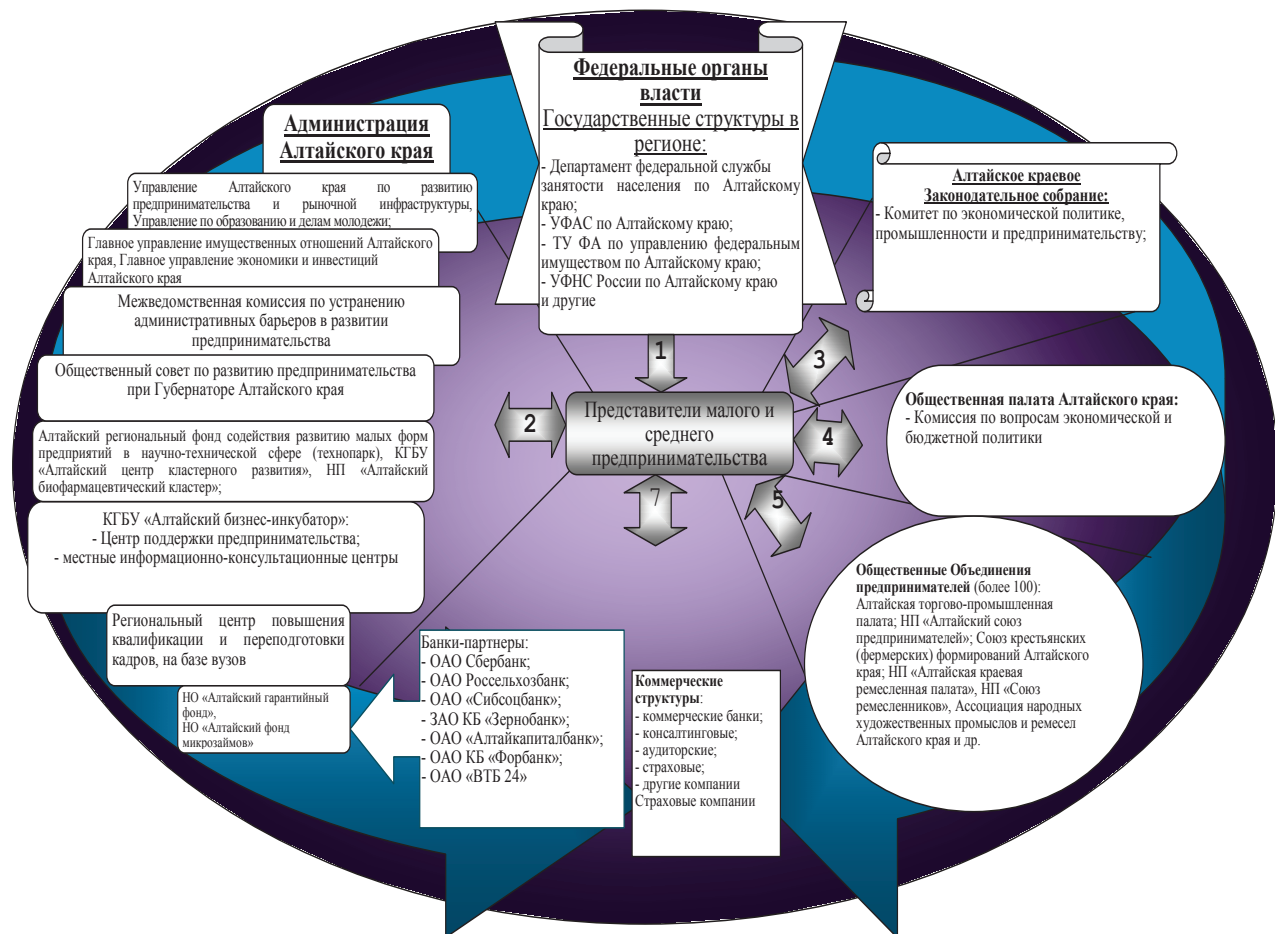 Федеральные органы
власти
Государственные структуры в
регионе:
- Департамент федеральной службы
занятости населения по Алтайскому
краю;
- УФАС по Алтайскому краю;
- ТУ ФА по управлению федеральным
имуществом по Алтайскому краю;
- УФНС России по Алтайскому краю
и другие
Администрация
Алтайского края
Управление Алтайского края по развитию
предпринимательства и рыночной инфраструктуры,
Управление по образованию и делам молодежи;
Главное управление имущественных отношений Алтайского
края, Главное управление экономики и инвестиций
Алтайского края
Межведомственная комиссия по устранению
административных барьеров в развитии
предпринимательства
Общественный совет по развитию предпринимательства
при Губернаторе Алтайского края
Алтайский региональный фонд содействия развитию малых форм
предприятий в научно-технической сфере (технопарк), КГБУ
«Алтайский центр кластерного развития», НП «Алтайский
биофармацевтический кластер»;
КГБУ «Алтайский бизнес-инкубатор»:
- Центр поддержки предпринимательства;
- местные информационно-консультационные центры
Региональный центр повышения
квалификации и переподготовки
кадров, на базе вузов
НО «Алтайский гарантийный
фонд»,
НО «Алтайский фонд
микрозаймов»
Банки-партнеры:
- ОАО Сбербанк;
- ОАО Россельхозбанк;
- ОАО «Сибсоцбанк»;
- ЗАО КБ «Зернобанк»;
- ОАО «Алтайкапиталбанк»;
- ОАО КБ «Форбанк»;
- ОАО «ВТБ 24»
Коммерческие
структуры:
- коммерческие банки;
- консалтинговые;
- аудиторские;
- страховые;
- другие компании
Страховые компании
Алтайское краевое
Законодательное собрание:
- Комитет по экономической политике,
промышленности и предпринимательству;
Общественная палата Алтайского края:
- Комиссия по вопросам экономической и
бюджетной политики
Общественные Объединения
предпринимателей (более 100):
Алтайская торгово-промышленная
палата; НП «Алтайский союз
предпринимателей»; Союз крестьянских
(фермерских) формирований Алтайского
края; НП «Алтайская краевая
ремесленная палата», НП «Союз
ремесленников», Ассоциация народных
художественных промыслов и ремесел
Алтайского края и др.
Представители малого и
среднего
предпринимательства
1
2
3
4
5
7